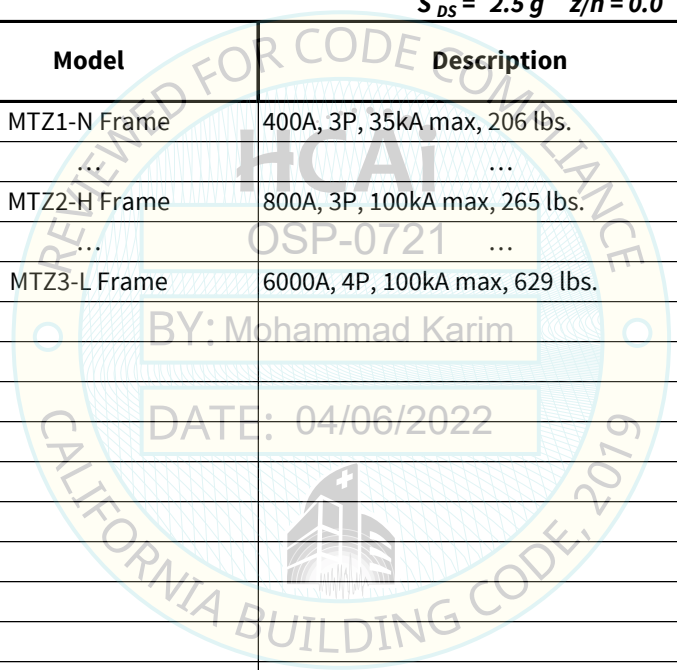 S DS = 2.5 g z/h = 0.0
Model Description
MTZ1-N Frame 400A, 3P, 35kA max, 206 lbs.
... ...
MTZ2-H Frame 800A, 3P, 100kA max, 265 lbs.
... ...
MTZ3-L Frame 6000A, 4P, 100kA max, 629 lbs.
REVIEWED FOR CODE COMPLIANCE
HCAi
OSP-0721
BY: Mohammad Karim
DATE: 04/06/2022
CALIFORNIA BUILDING CODE, 2019